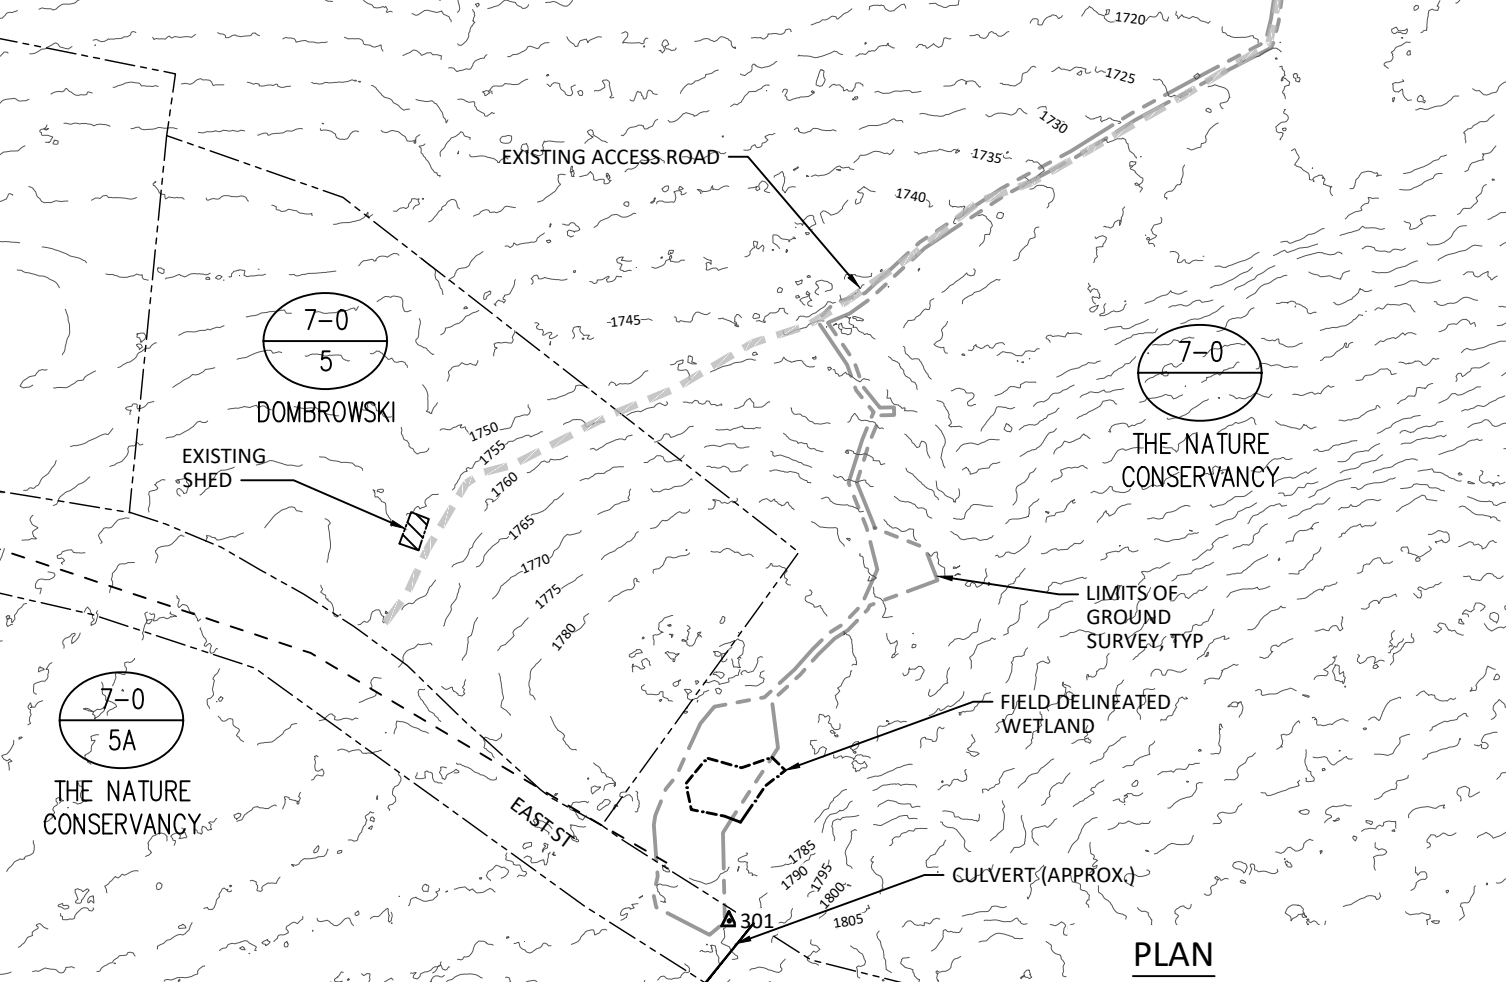 1720
1725
1730
1735
1740
EXISTING ACCESS ROAD
7-0
5
DOMBROWSKI
1745
7-0
THE NATURE
CONSERVANCY
EXISTING
SHED
1750
1755
1760
1765
1770
1775
1780
LIMITS OF
GROUND
SURVEY, TYP
7-0
5A
THE NATURE
CONSERVANCY
FIELD DELINEATED
WETLAND
EAST ST
1785
1790
1795
1800
1805
CULVERT (APPROX.)
301
PLAN